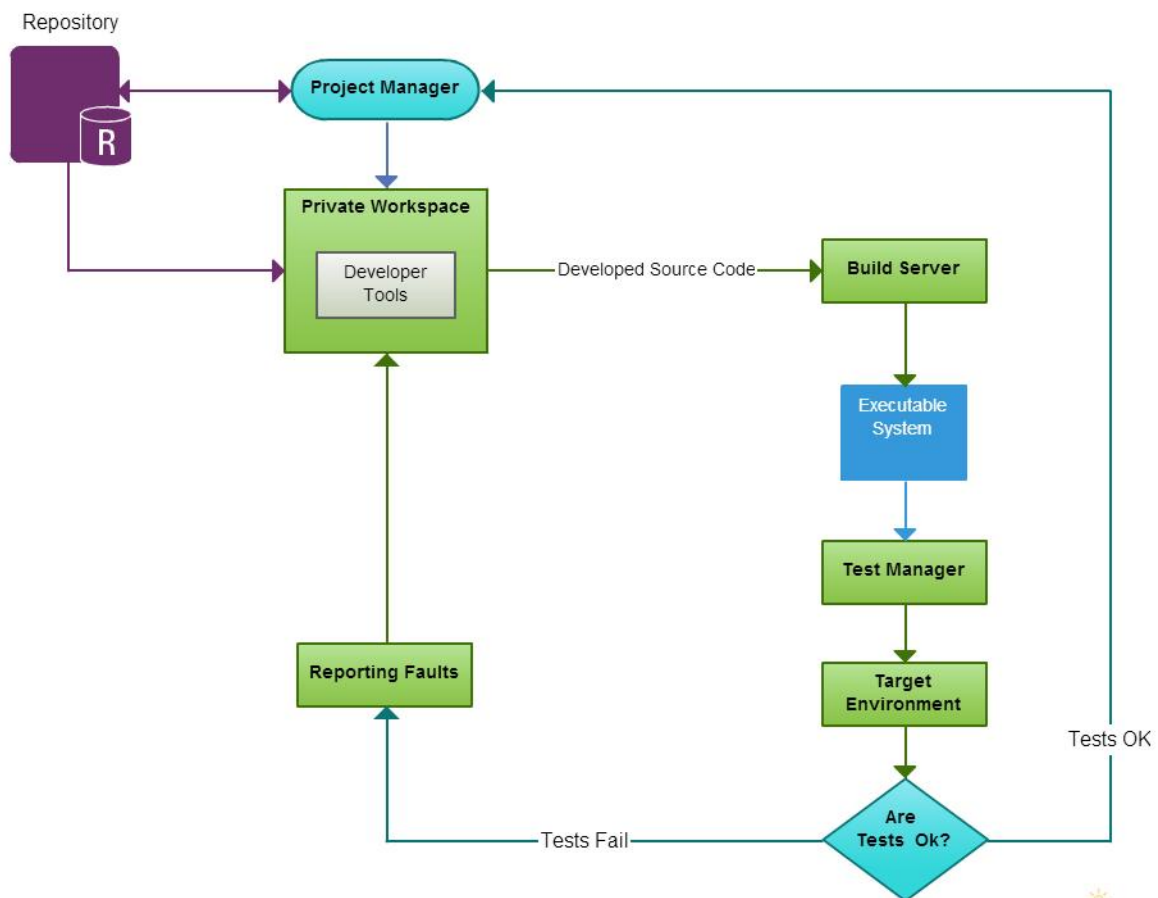 Repository
R
Project Manager
Private Workspace
Developer
Tools
Developed Source Code
Build Server
Executable
System
Test Manager
Reporting Faults
Target
Environment
Tests OK
Are
Tests Ok?
Tests Fail